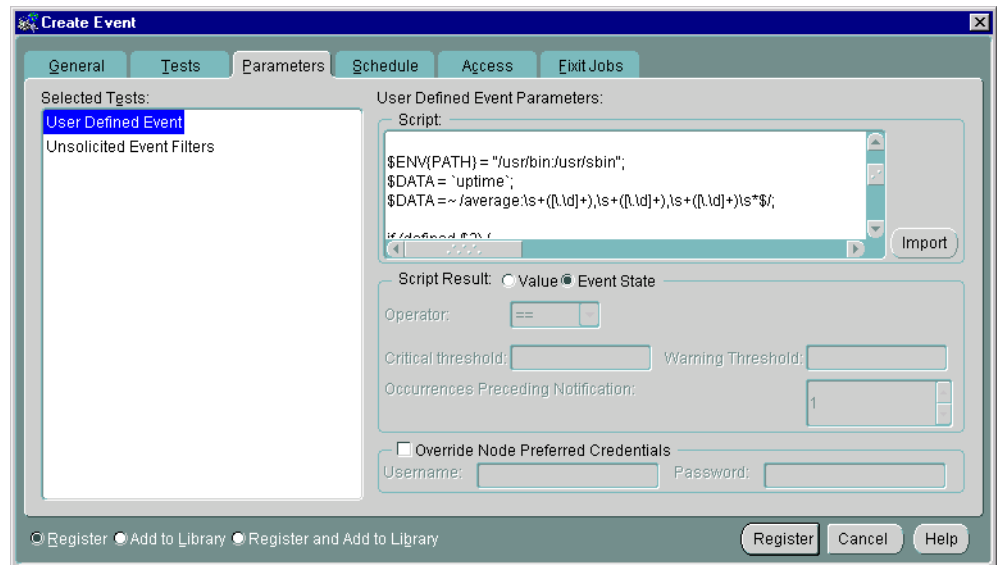 Create Event
General Tests Parameters Schedule Access Fixit Jobs
Selected Tests:
User Defined Event
Unsolicited Event Filters
User Defined Event Parameters:
Script:
$ENV{PATH} = "/usr/bin:/usr/sbin";
$DATA = `uptime`;
$DATA =~ /average:\s+([\.\d]+),\s+([\.\d]+),\s+([\.\d]+)\s*$/;
Import
Script Result: Value Event State
Operator: ==
Critical threshold: Warning Threshold:
Occurrences Preceding Notification: 1
Override Node Preferred Credentials
Username: Password:
Register Add to Library Register and Add to Library
Register Cancel Help